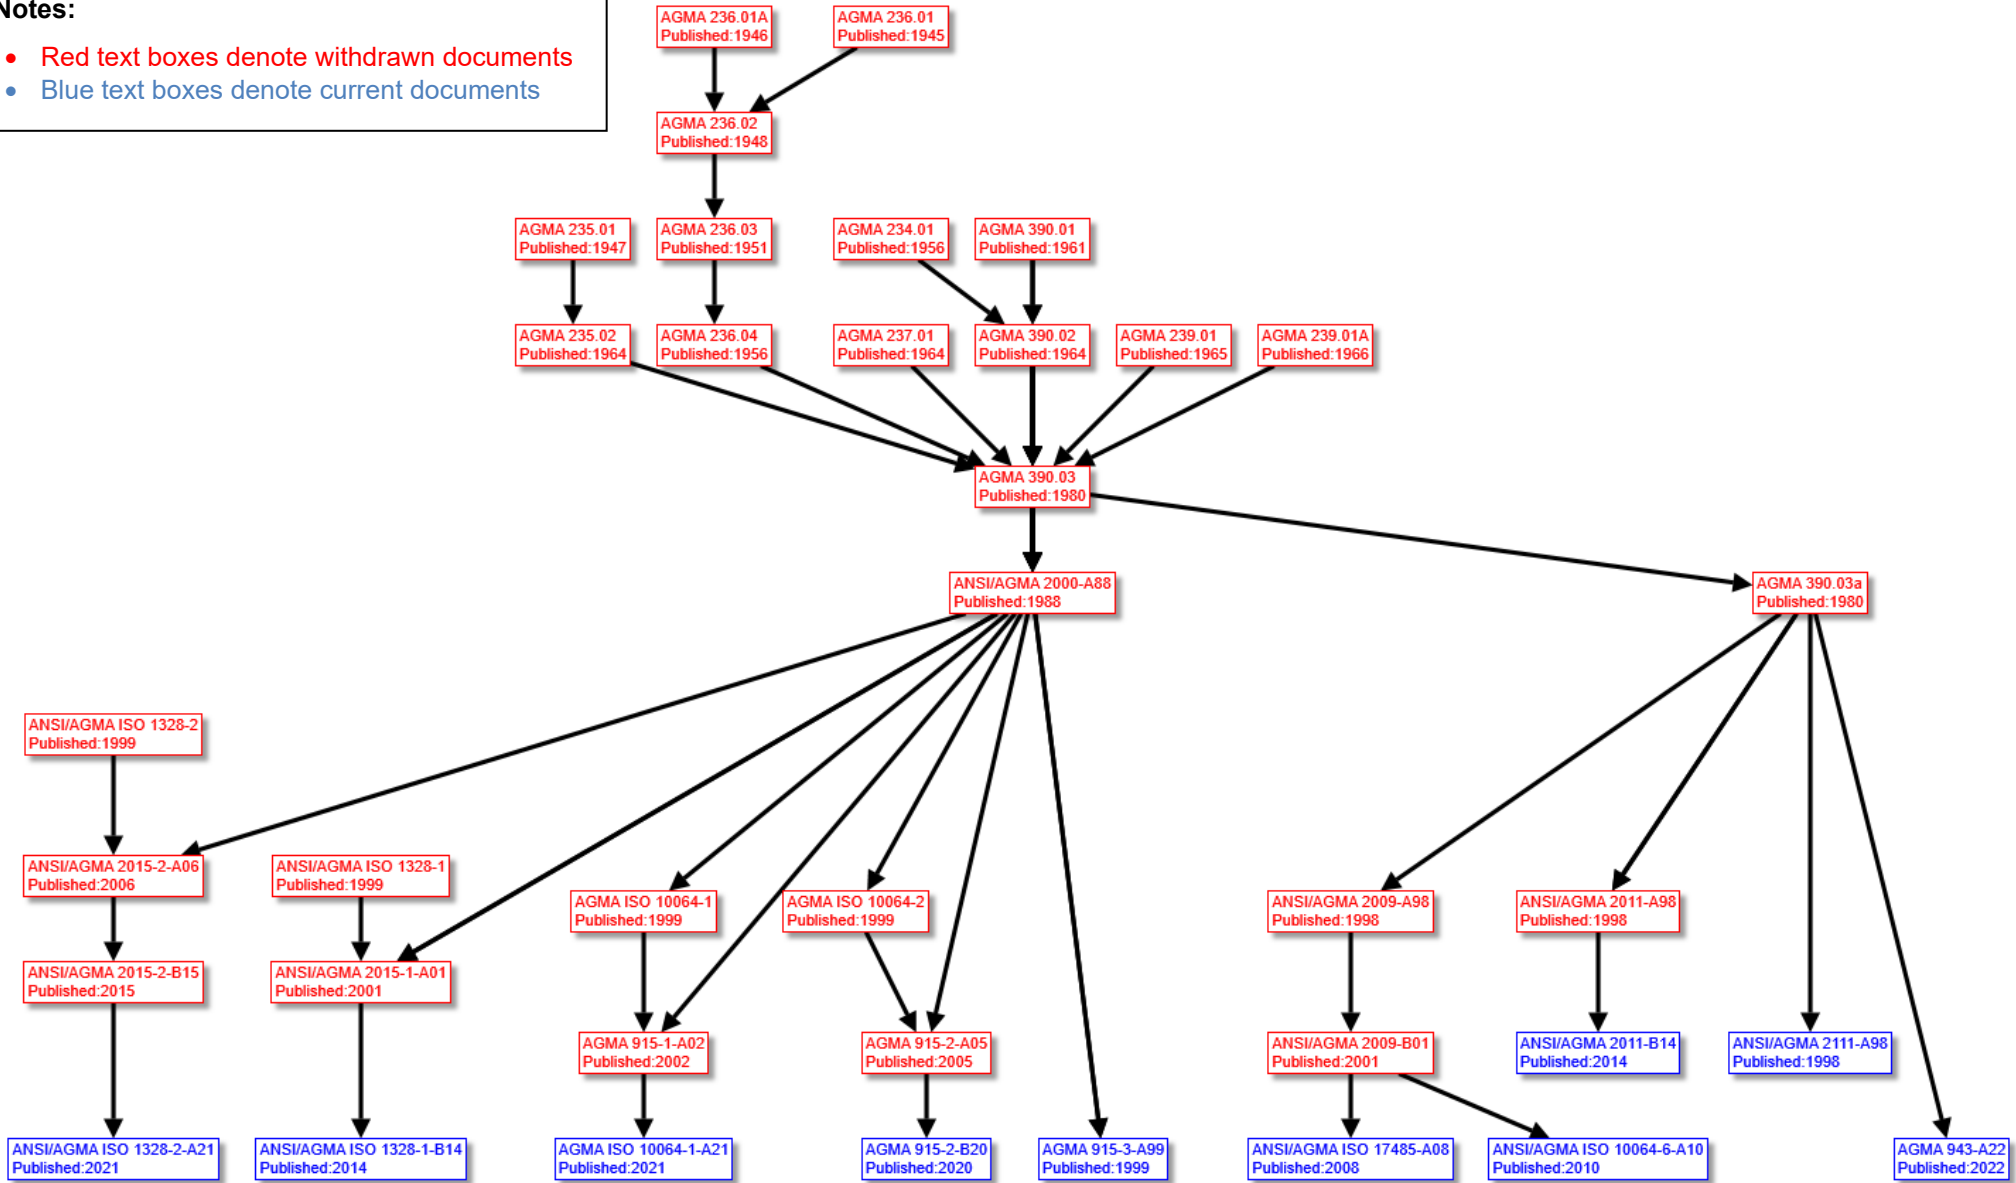 Notes:
• Red text boxes denote withdrawn documents
• Blue text boxes denote current documents
AGMA 236.01A
Published:1946
AGMA 236.01
Published:1945
AGMA 236.02
Published:1948
AGMA 235.01
Published:1947
AGMA 236.03
Published:1951
AGMA 234.01
Published:1956
AGMA 390.01
Published:1961
AGMA 235.02
Published:1964
AGMA 236.04
Published:1956
AGMA 237.01
Published:1964
AGMA 390.02
Published:1964
AGMA 239.01
Published:1965
AGMA 239.01A
Published:1966
AGMA 390.03
Published:1980
ANSI/AGMA 2000-A88
Published:1988
AGMA 390.03a
Published:1980
ANSI/AGMA ISO 1328-2
Published:1999
ANSI/AGMA 2015-2-A06
Published:2006
ANSI/AGMA ISO 1328-1
Published:1999
AGMA ISO 10064-1
Published:1999
AGMA ISO 10064-2
Published:1999
ANSI/AGMA 2009-A98
Published:1998
ANSI/AGMA 2011-A98
Published:1998
ANSI/AGMA 2015-2-B15
Published:2015
ANSI/AGMA 2015-1-A01
Published:2001
AGMA 915-1-A02
Published:2002
AGMA 915-2-A05
Published:2005
ANSI/AGMA 2009-B01
Published:2001
ANSI/AGMA 2011-B14
Published:2014
ANSI/AGMA 2111-A98
Published:1998
ANSI/AGMA ISO 1328-2-A21
Published:2021
ANSI/AGMA ISO 1328-1-B14
Published:2014
AGMA ISO 10064-1-A21
Published:2021
AGMA 915-2-B20
Published:2020
AGMA 915-3-A99
Published:1999
ANSI/AGMA ISO 17485-A08
Published:2008
ANSI/AGMA ISO 10064-6-A10
Published:2010
AGMA 943-A22
Published:2022